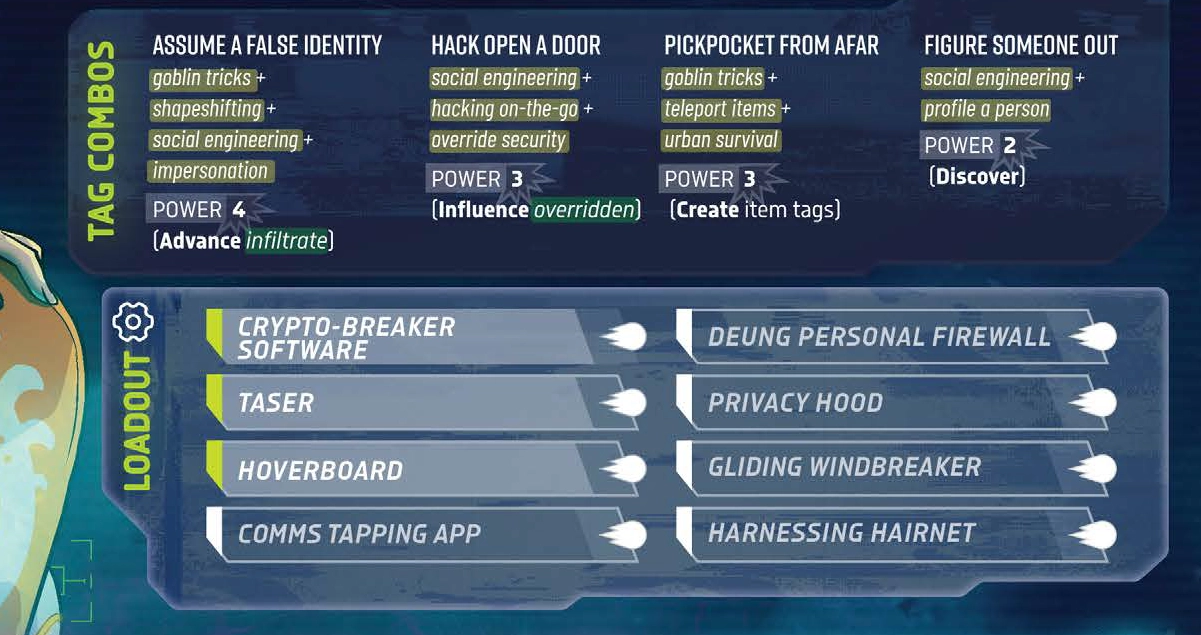 TAG COMBOS
ASSUME A FALSE IDENTITY
goblin tricks +
shapeshifting +
social engineering +
impersonation
POWER 4
(Advance infiltrate)
HACK OPEN A DOOR
social engineering +
hacking on-the-go +
override security
POWER 3
(Influence overridden)
PICKPOCKET FROM AFAR
goblin tricks +
teleport items +
urban survival
POWER 3
(Create item tags)
FIGURE SOMEONE OUT
social engineering +
profile a person
POWER 2
(Discover)
LOADOUT
CRYPTO-BREAKER
SOFTWARE
TASER
HOVERBOARD
COMMS TAPPING APP
DEUNG PERSONAL FIREWALL
PRIVACY HOOD
GLIDING WINDBREAKER
HARNESSING HAIRNET